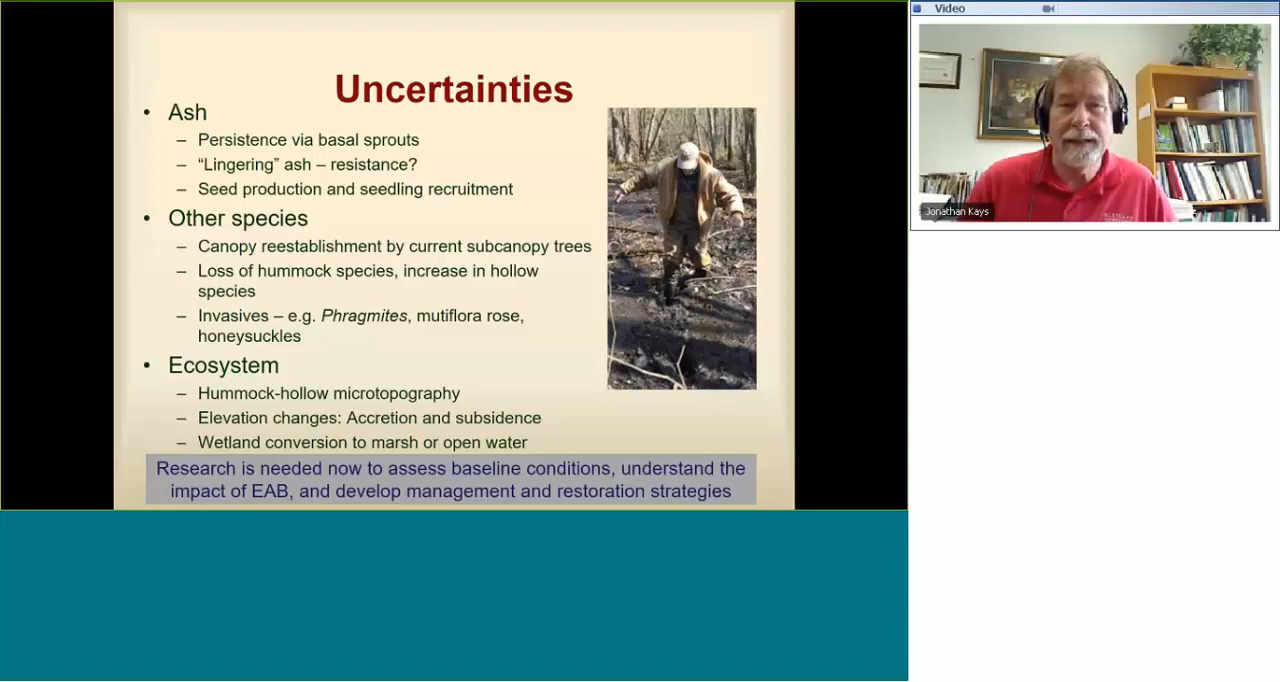 Uncertainties
• Ash
– Persistence via basal sprouts
– “Lingering” ash – resistance?
– Seed production and seedling recruitment
• Other species
– Canopy reestablishment by current subcanopy trees
– Loss of hummock species, increase in hollow
species
– Invasives – e.g. Phragmites, mutiflora rose,
honeysuckles
• Ecosystem
– Hummock-hollow microtopography
– Elevation changes: Accretion and subsidence
– Wetland conversion to marsh or open water
Research is needed now to assess baseline conditions, understand the
impact of EAB, and develop management and restoration strategies
Video
Jonathan Kays